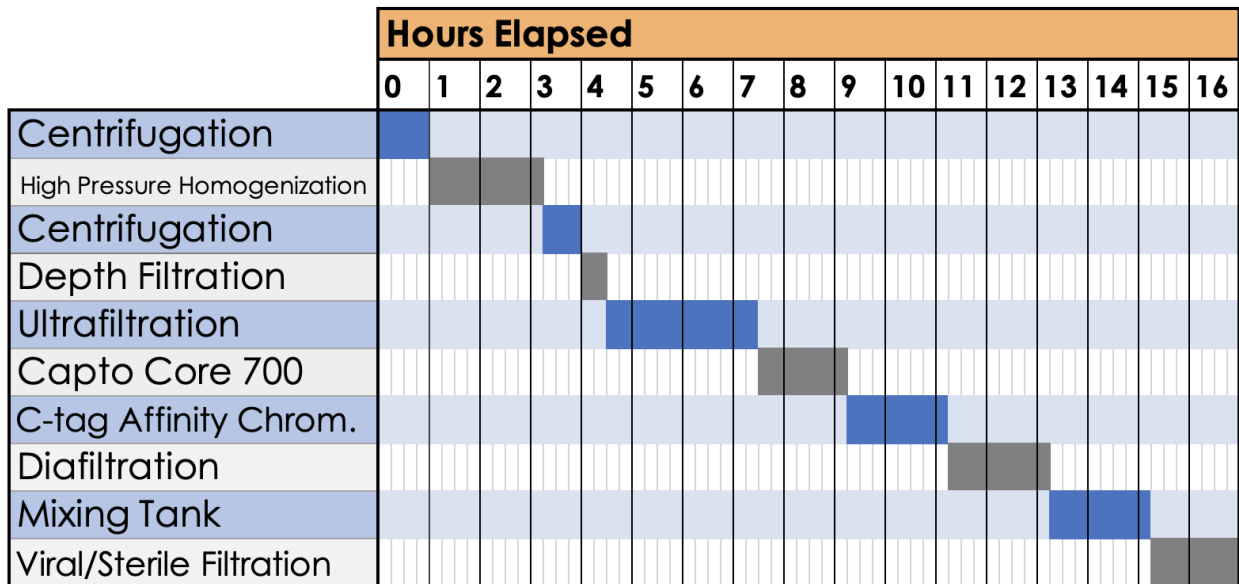 Hours Elapsed
0 1 2 3 4 5 6 7 8 9 10 11 12 13 14 15 16
Centrifugation
High Pressure Homogenization
Centrifugation
Depth Filtration
Ultrafiltration
Capto Core 700
C-tag Affinity Chrom.
Diafiltration
Mixing Tank
Viral/Sterile Filtration